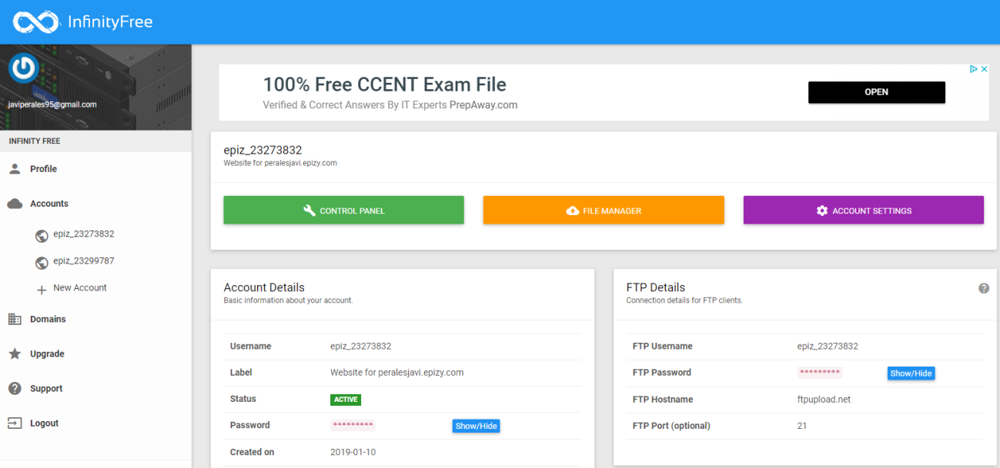 InfinityFree
javiperales95@gmail.com
INFINITY FREE
Profile
Accounts
epiz_23273832
epiz_23299787
New Account
Domains
Upgrade
Support
Logout
100% Free CCENT Exam File
Verified & Correct Answers By IT Experts PrepAway.com
OPEN
epiz_23273832
Website for peralesjavi.epizy.com
CONTROL PANEL
FILE MANAGER
ACCOUNT SETTINGS
Account Details
Basic information about your account.
Username epiz_23273832
Label Website for peralesjavi.epizy.com
Status ACTIVE
Password ********* Show/Hide
Created on 2019-01-10
FTP Details
Connection details for FTP clients.
FTP Username epiz_23273832
FTP Password ********* Show/Hide
FTP Hostname ftpupload.net
FTP Port (optional) 21